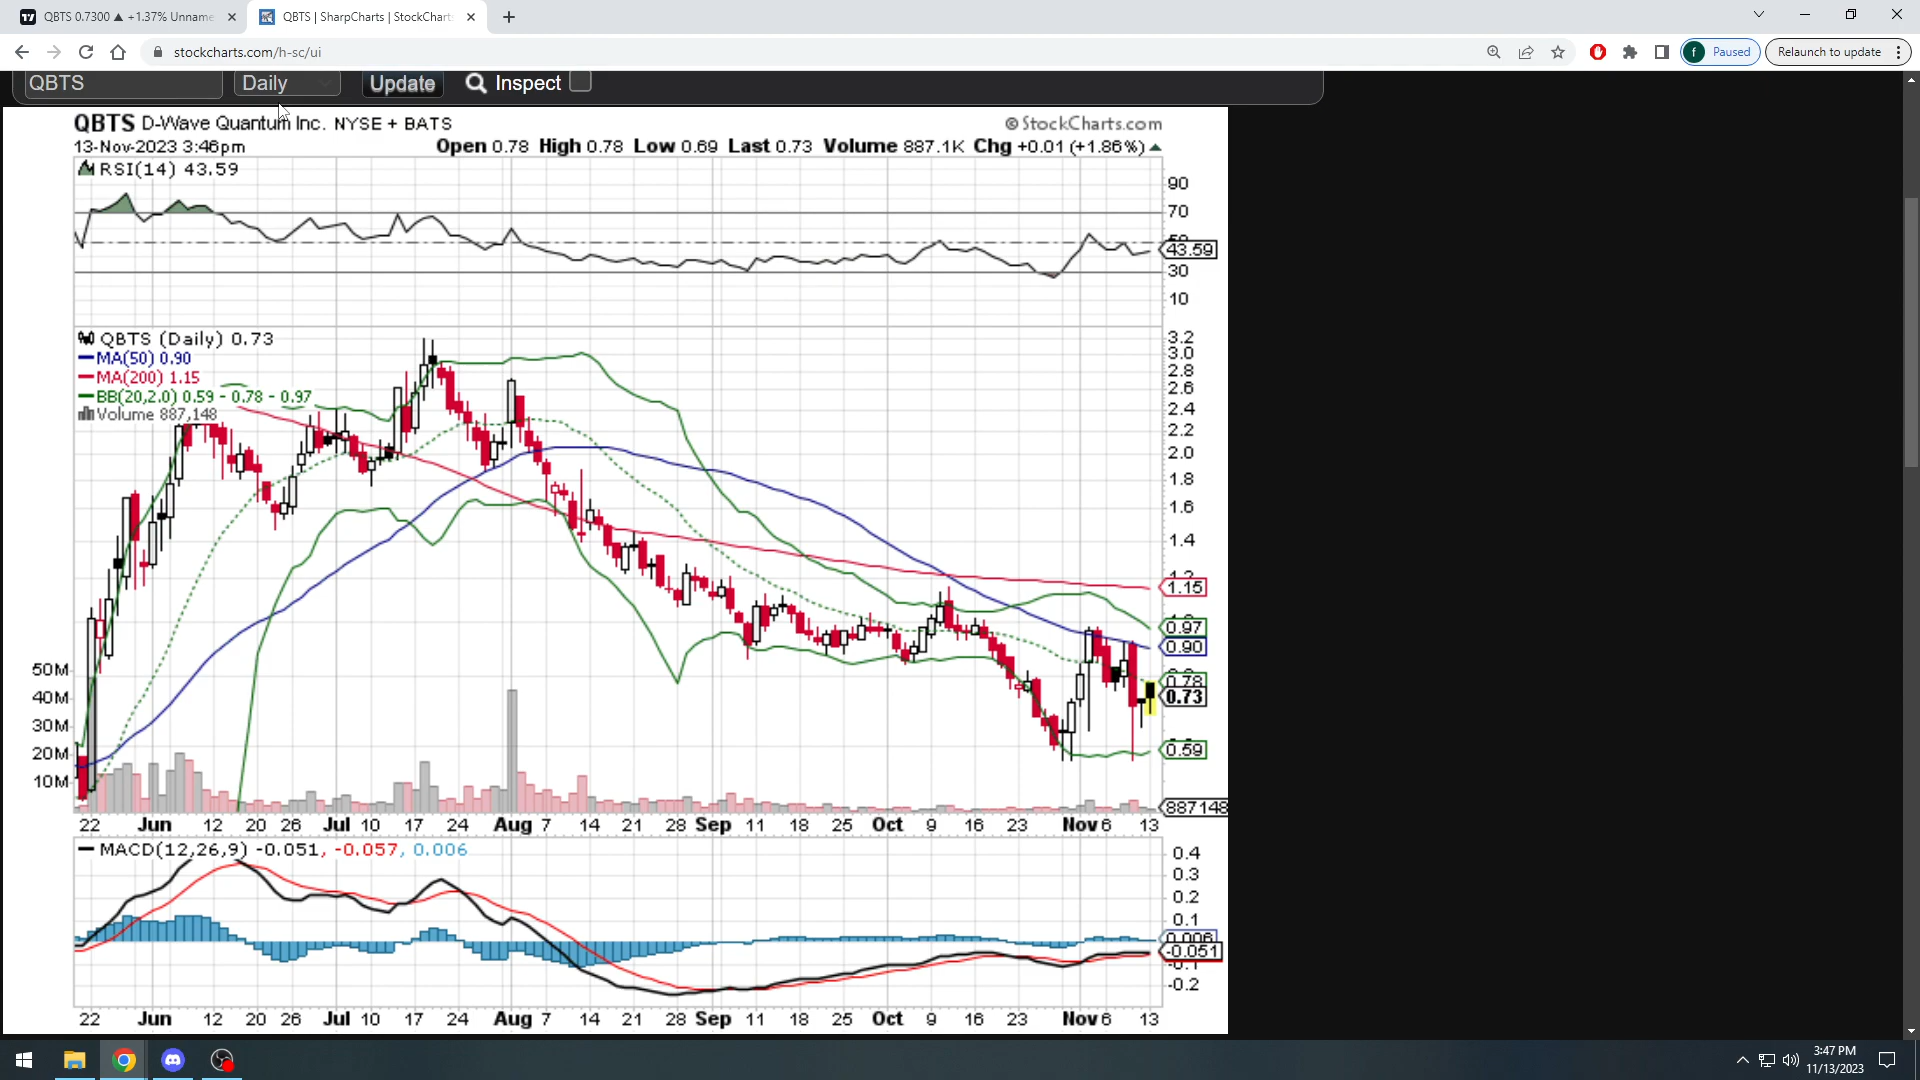 QBTS 0.7300 ▲ +1.37% Unname
QBTS | SharpCharts | StockChart
stockcharts.com/h-sc/ui
Paused
Relaunch to update
QBTS
Daily
Update
Inspect
QBTS D-Wave Quantum Inc. NYSE + BATS
© StockCharts.com
13-Nov-2023 3:46pm
Open 0.78 High 0.78 Low 0.69 Last 0.73 Volume 887.1K Chg +0.01 (+1.86%) ▲
RSI(14) 43.59
90
70
43.59
30
10
QBTS (Daily) 0.73
MA(50) 0.90
MA(200) 1.15
BB(20,2.0) 0.59 - 0.78 - 0.97
Volume 887,148
3.2
3.0
2.8
2.6
2.4
2.2
2.0
1.8
1.6
1.4
1.15
0.97
0.90
0.78
0.73
0.59
887148
50M
40M
30M
20M
10M
22 Jun 12 20 26 Jul 10 17 24 Aug 7 14 21 28 Sep 11 18 25 Oct 9 16 23 Nov 6 13
MACD(12,26,9) -0.051, -0.057, 0.006
0.4
0.3
0.2
0.1
0.006
-0.051
-0.1
-0.2
22 Jun 12 20 26 Jul 10 17 24 Aug 7 14 21 28 Sep 11 18 25 Oct 9 16 23 Nov 6 13
3:47 PM
11/13/2023